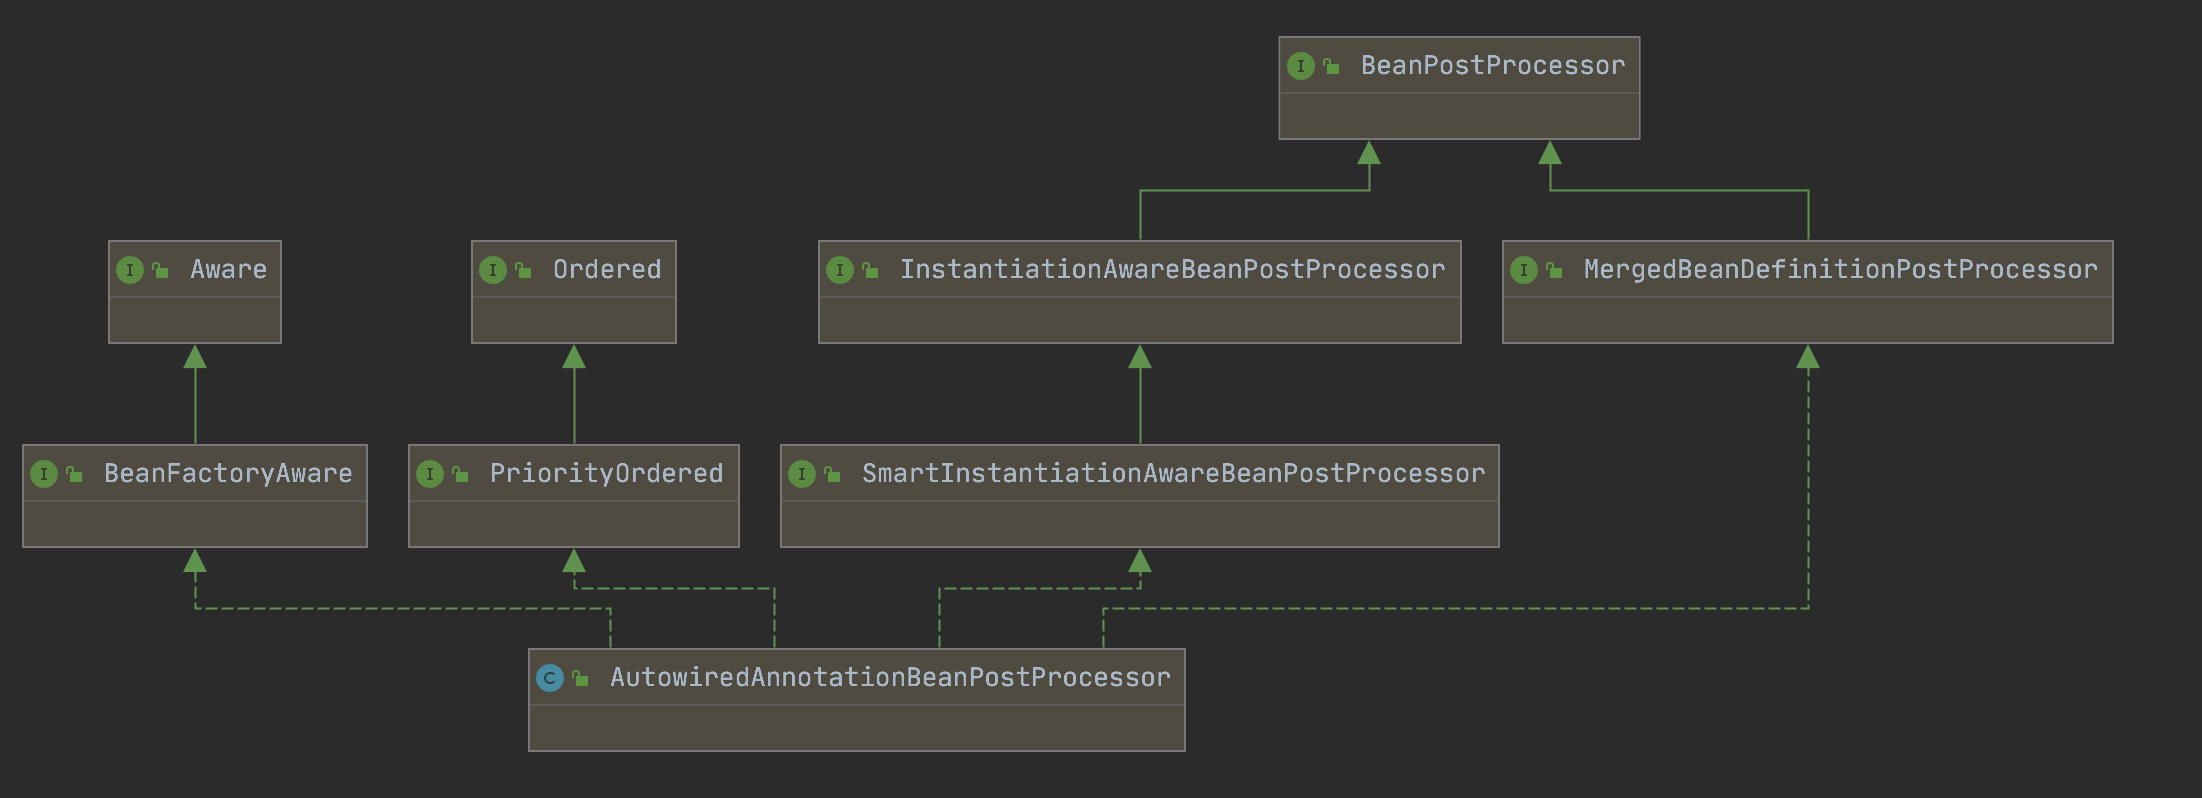 I BeanPostProcessor
I Aware
I Ordered
I InstantiationAwareBeanPostProcessor
I MergedBeanDefinitionPostProcessor
I BeanFactoryAware
I PriorityOrdered
I SmartInstantiationAwareBeanPostProcessor
C AutowiredAnnotationBeanPostProcessor